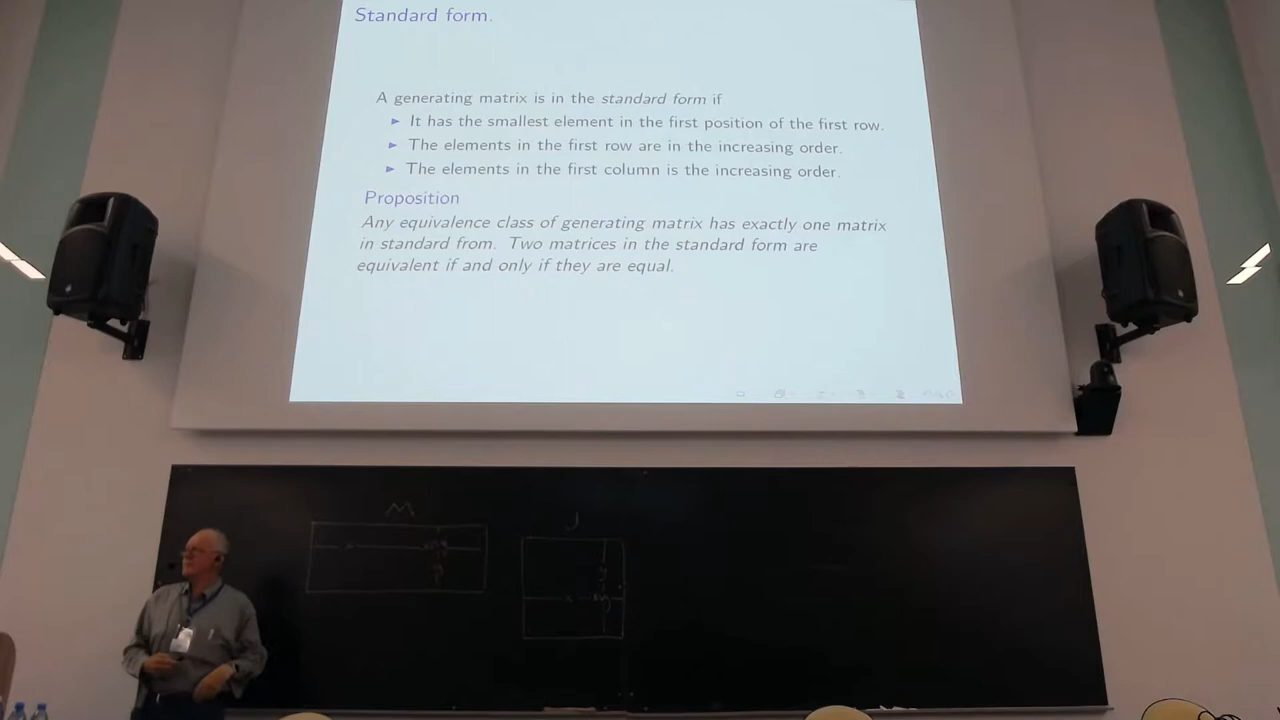 Standard form.
A generating matrix is in the standard form if
It has the smallest element in the first position of the first row.
The elements in the first row are in the increasing order.
The elements in the first column is the increasing order.
Proposition
Any equivalence class of generating matrix has exactly one matrix
in standard from. Two matrices in the standard form are
equivalent if and only if they are equal.
M
J